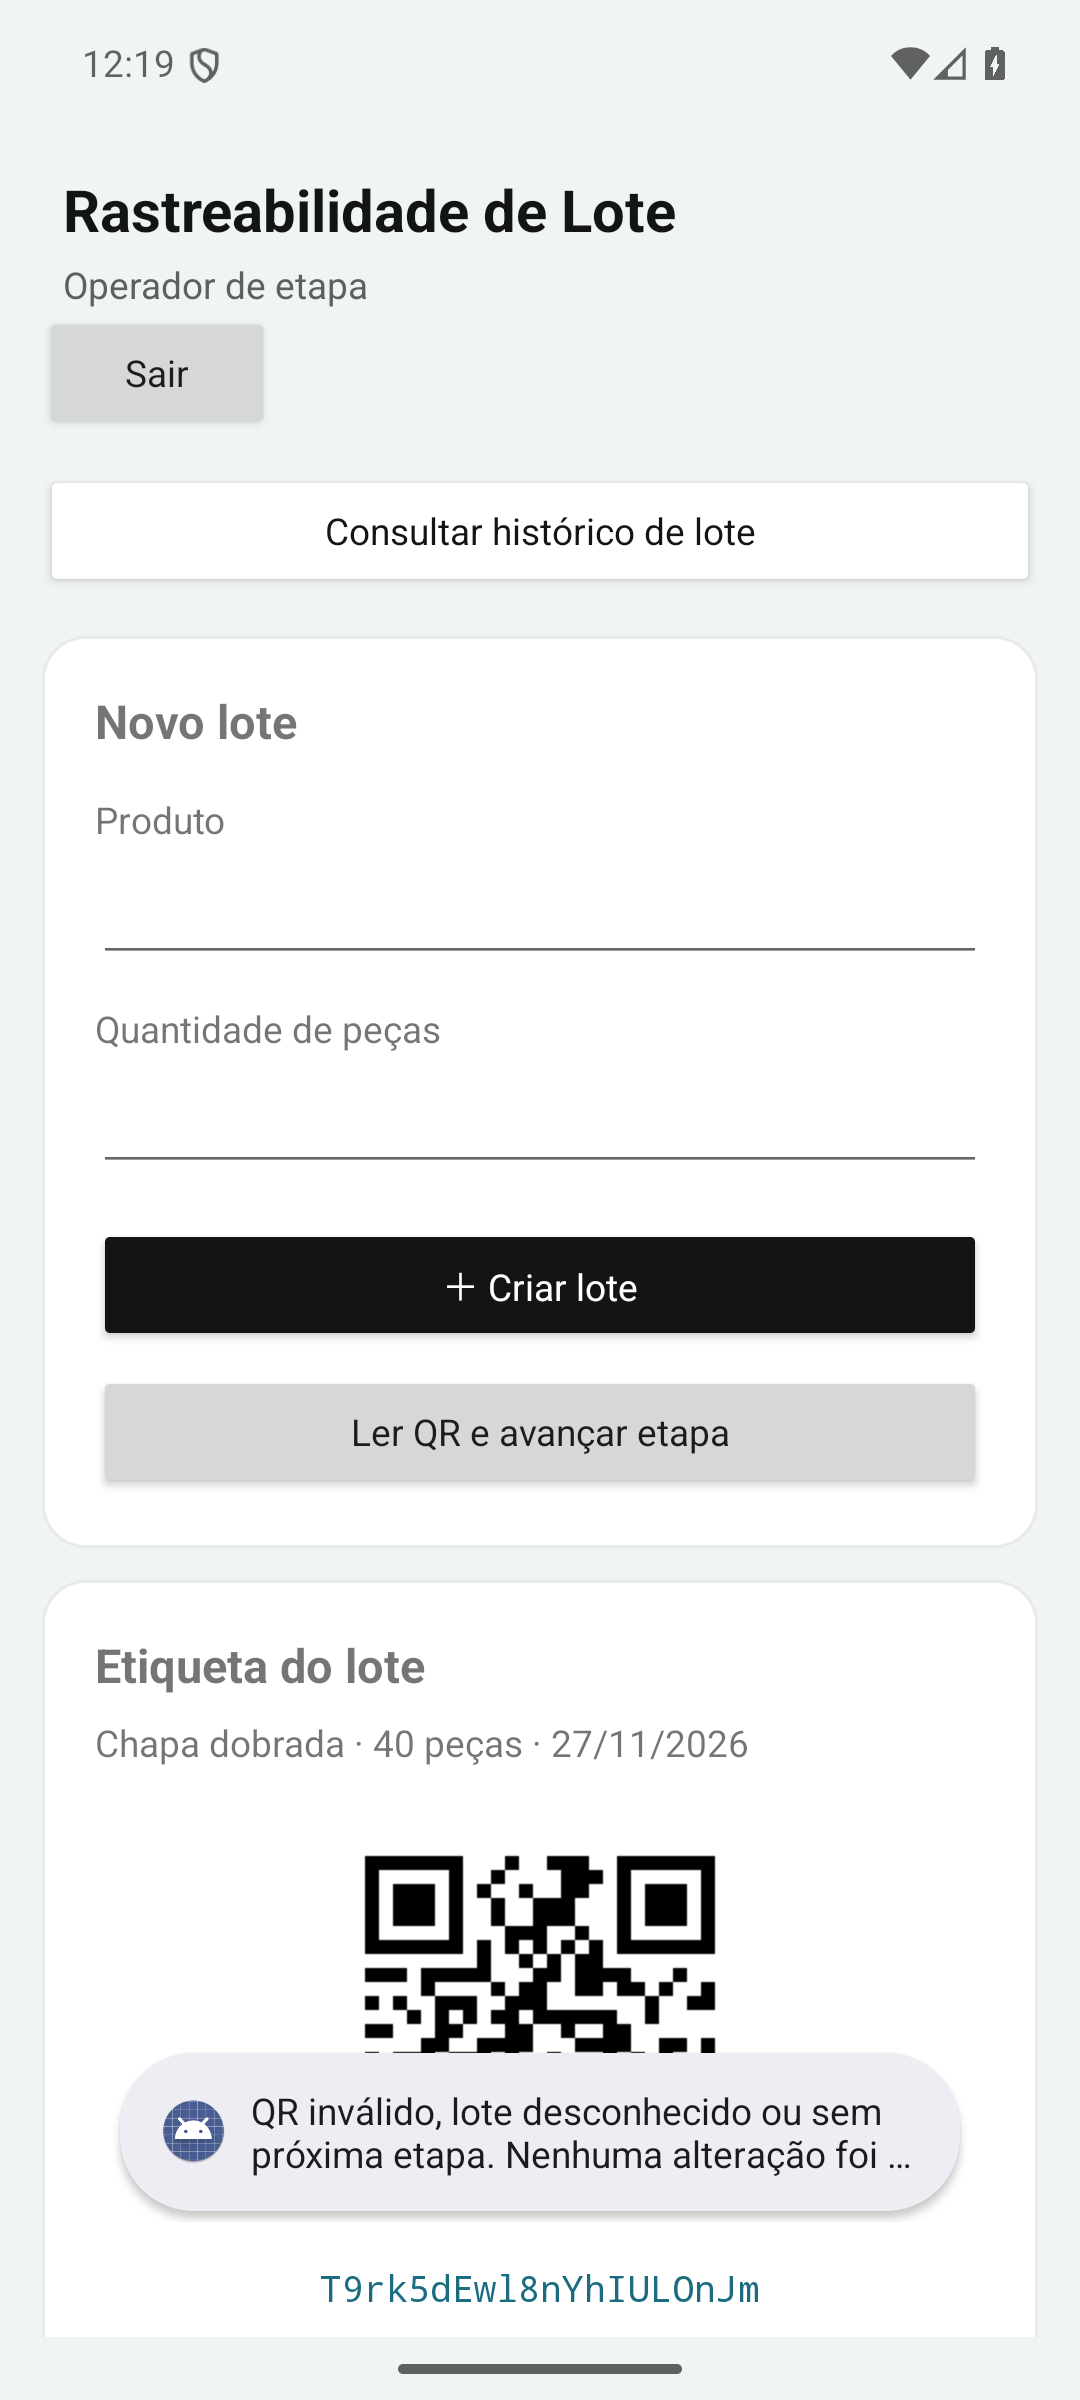 12:19
Rastreabilidade de Lote
Operador de etapa
Sair
Consultar histórico de lote
Novo lote
Produto
Quantidade de peças
+ Criar lote
Ler QR e avançar etapa
Etiqueta do lote
Chapa dobrada · 40 peças · 27/11/2026
QR inválido, lote desconhecido ou sem
próxima etapa. Nenhuma alteração foi ...
T9rk5dEwl8nYhIULOnJm